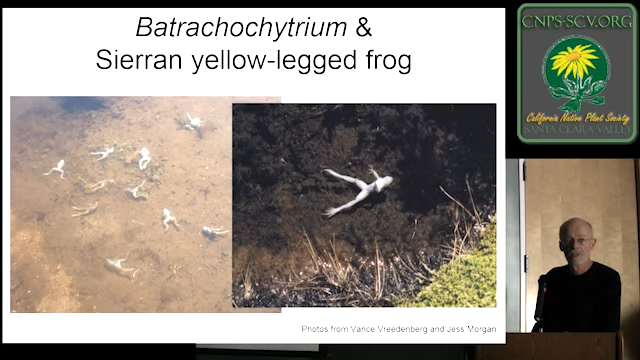 Batrachochytrium &
Sierran yellow-legged frog
Photos from Vance Vreedenberg and Jess Morgan
CNPS-SCV.ORG
California Native Plant Society
SANTA CLARA VALLEY